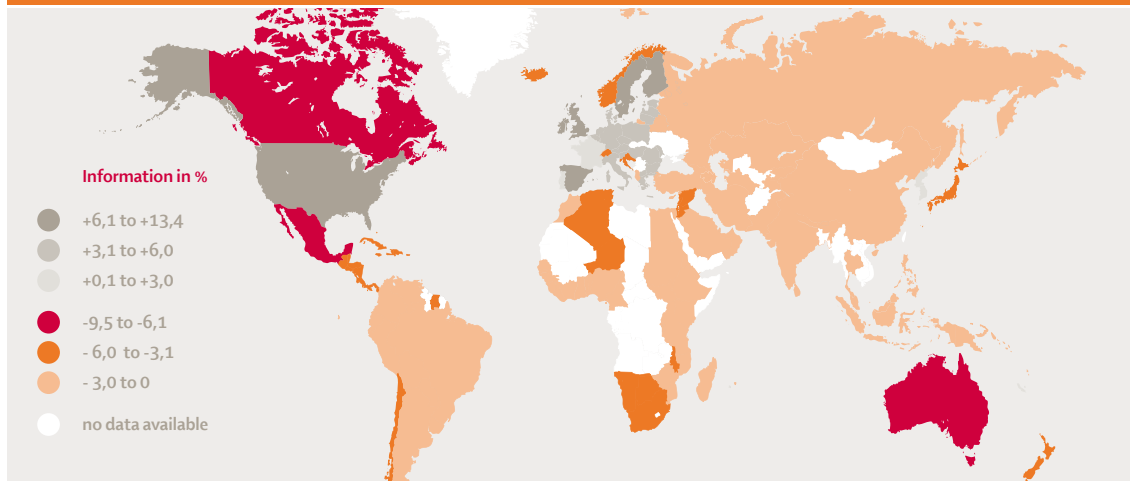 Information in %
+6,1 to +13,4
+3,1 to +6,0
+0,1 to +3,0
-9,5 to -6,1
- 6,0 to -3,1
- 3,0 to 0
no data available